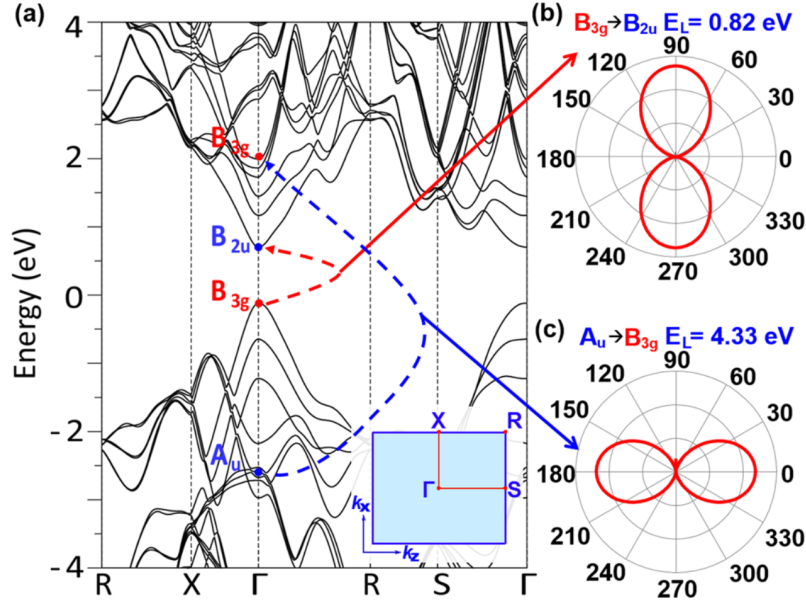 (a)
4
2
0
-2
-4
Energy (eV)
B3g
B2u
B3g
Au
R X Γ R S Γ
X R
Γ S
kx
kz
(b)
B3g→B2u EL= 0.82 eV
90
120 60
150 30
180 0
210 330
240 300
270
(c)
Au→B3g EL= 4.33 eV
90
120 60
150 30
180 0
210 330
240 300
270